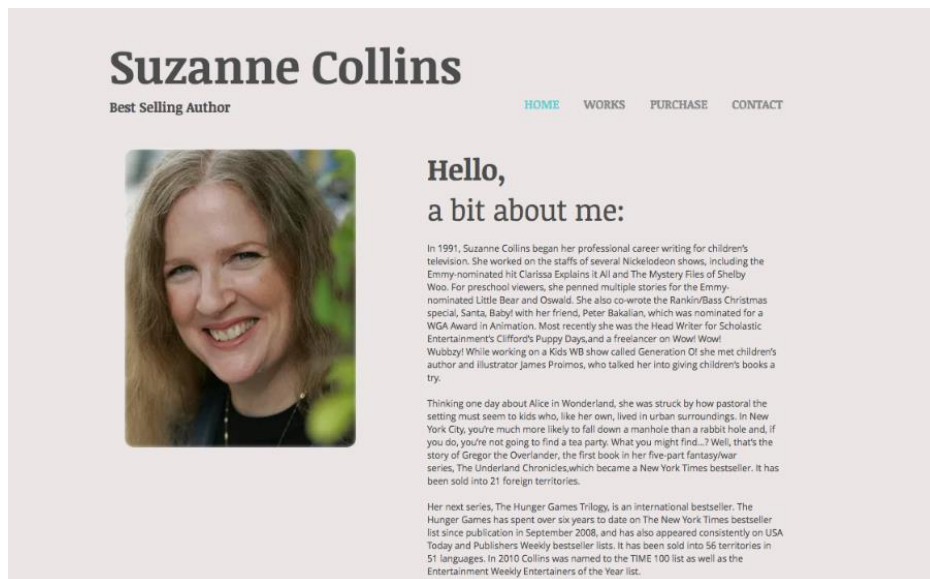 Suzanne Collins
Best Selling Author
HOME WORKS PURCHASE CONTACT
Hello,
a bit about me:
In 1991, Suzanne Collins began her professional career writing for children's
television. She worked on the staffs of several Nickelodeon shows, including the
Emmy-nominated hit Clarissa Explains it All and The Mystery Files of Shelby
Woo. For preschool viewers, she penned multiple stories for the Emmy-
nominated Little Bear and Oswald. She also co-wrote the Rankin/Bass Christmas
special, Santa, Baby! with her friend, Peter Bakalian, which was nominated for a
WGA Award in Animation. Most recently she was the Head Writer for Scholastic
Entertainment's Clifford's Puppy Days,and a freelancer on Wow! Wow!
Wubbzy! While working on a Kids WB show called Generation O! she met children's
author and illustrator James Proimos, who talked her into giving children's books a
try.
Thinking one day about Alice in Wonderland, she was struck by how pastoral the
setting must seem to kids who, like her own, lived in urban surroundings. In New
York City, you're much more likely to fall down a manhole than a rabbit hole and, if
you do, you're not going to find a tea party. What you might find...? Well, that's the
story of Gregor the Overlander, the first book in her five-part fantasy/war
series, The Underland Chronicles,which became a New York Times bestseller. It has
been sold into 21 foreign territories.
Her next series, The Hunger Games Trilogy, is an international bestseller. The
Hunger Games has spent over six years to date on The New York Times bestseller
list since publication in September 2008, and has also appeared consistently on USA
Today and Publishers Weekly bestseller lists. It has been sold into 56 territories in
51 languages. In 2010 Collins was named to the TIME 100 list as well as the
Entertainment Weekly Entertainers of the Year list.